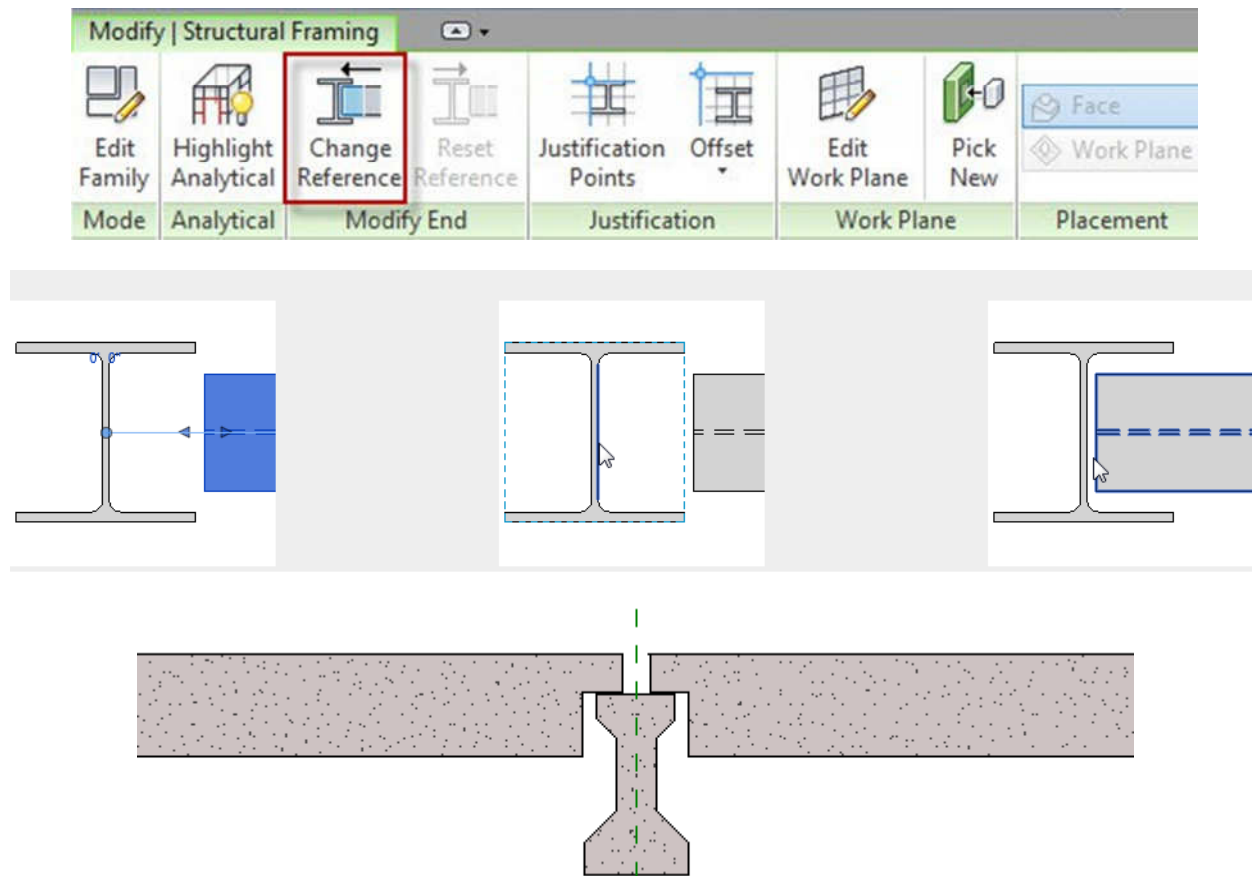 Modify | Structural Framing
Edit Family
Highlight Analytical
Change Reference
Reset Reference
Justification Points
Offset
Edit Work Plane
Pick New
Face
Work Plane
Mode
Analytical
Modify End
Justification
Work Plane
Placement